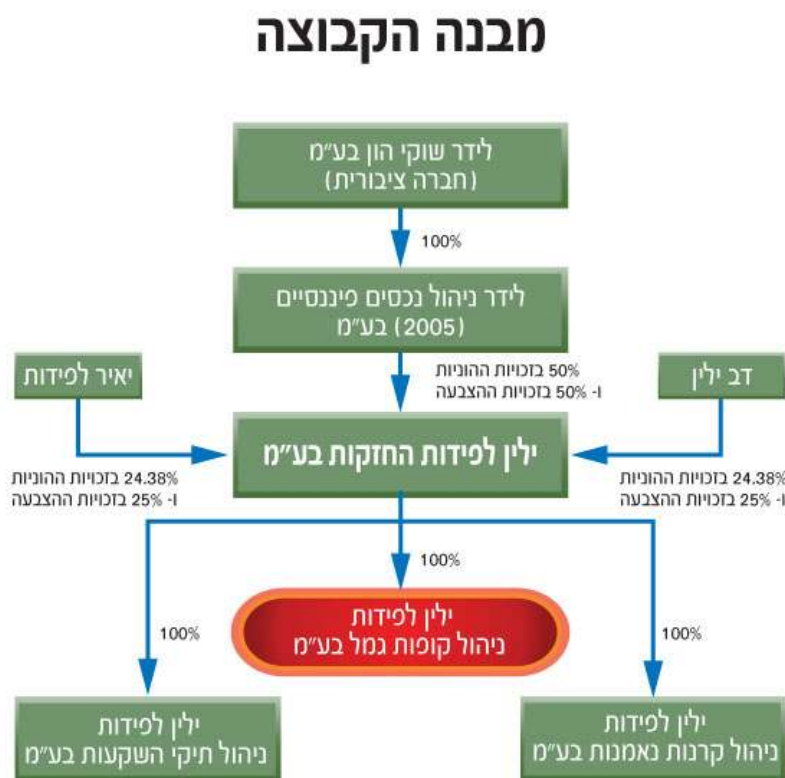 מבנה הקבוצה
לידר שוקי הון בע״מ
(חברה ציבורית)
100%
לידר ניהול נכסים פיננסיים
(2005) בע״מ
50% בזכויות ההוניות
ו- 50% בזכויות ההצבעה
דב ילין
יאיר לפידות
ילין לפידות החזקות בע״מ
24.38% בזכויות ההוניות
ו- 25% בזכויות ההצבעה
24.38% בזכויות ההוניות
ו- 25% בזכויות ההצבעה
100%
ילין לפידות
ניהול קופות גמל בע״מ
100%
100%
ילין לפידות
ניהול קרנות נאמנות בע״מ
ילין לפידות
ניהול תיקי השקעות בע״מ